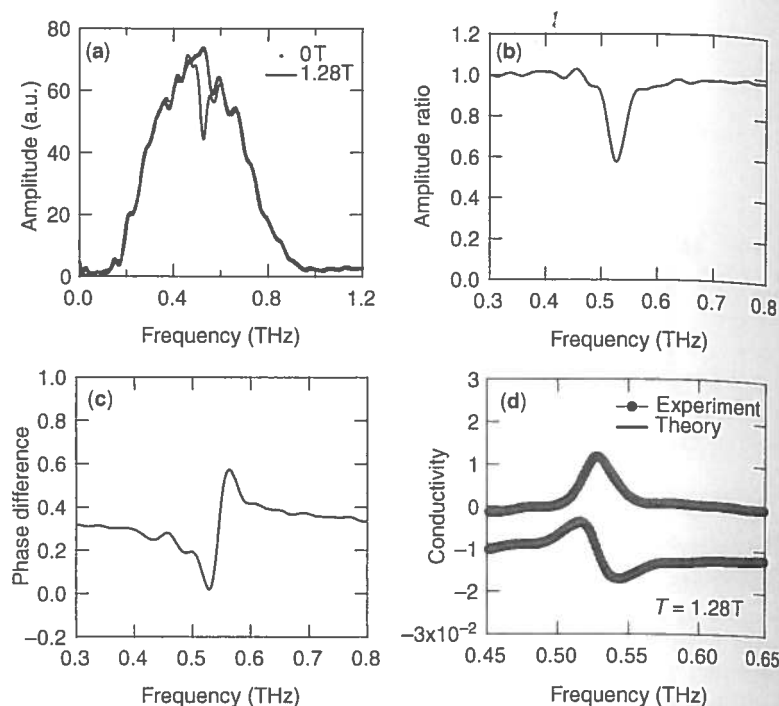 1
(a)
0T
1.28T
80
60
40
20
0
Amplitude (a.u.)
0.0 0.4 0.8 1.2
Frequency (THz)
(b)
1.2
1.0
0.8
0.6
0.4
0.2
0.0
Amplitude ratio
0.3 0.4 0.5 0.6 0.7 0.8
Frequency (THz)
(c)
1.0
0.8
0.6
0.4
0.2
0.0
−0.2
Phase difference
0.3 0.4 0.5 0.6 0.7 0.8
Frequency (THz)
(d)
Experiment
Theory
3
2
1
0
−1
−2
−3x10⁻²
Conductivity
T = 1.28T
0.45 0.50 0.55 0.60 0.65
Frequency (THz)